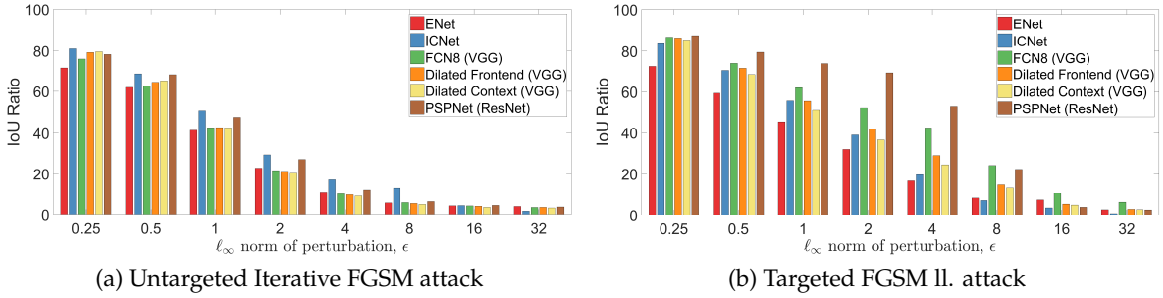 100
80
60
40
20
0
IoU Ratio
ENet
ICNet
FCN8 (VGG)
Dilated Frontend (VGG)
Dilated Context (VGG)
PSPNet (ResNet)
0.25 0.5 1 2 4 8 16 32
ℓ∞ norm of perturbation, ϵ
(a) Untargeted Iterative FGSM attack
100
80
60
40
20
0
IoU Ratio
ENet
ICNet
FCN8 (VGG)
Dilated Frontend (VGG)
Dilated Context (VGG)
PSPNet (ResNet)
0.25 0.5 1 2 4 8 16 32
ℓ∞ norm of perturbation, ϵ
(b) Targeted FGSM ll. attack